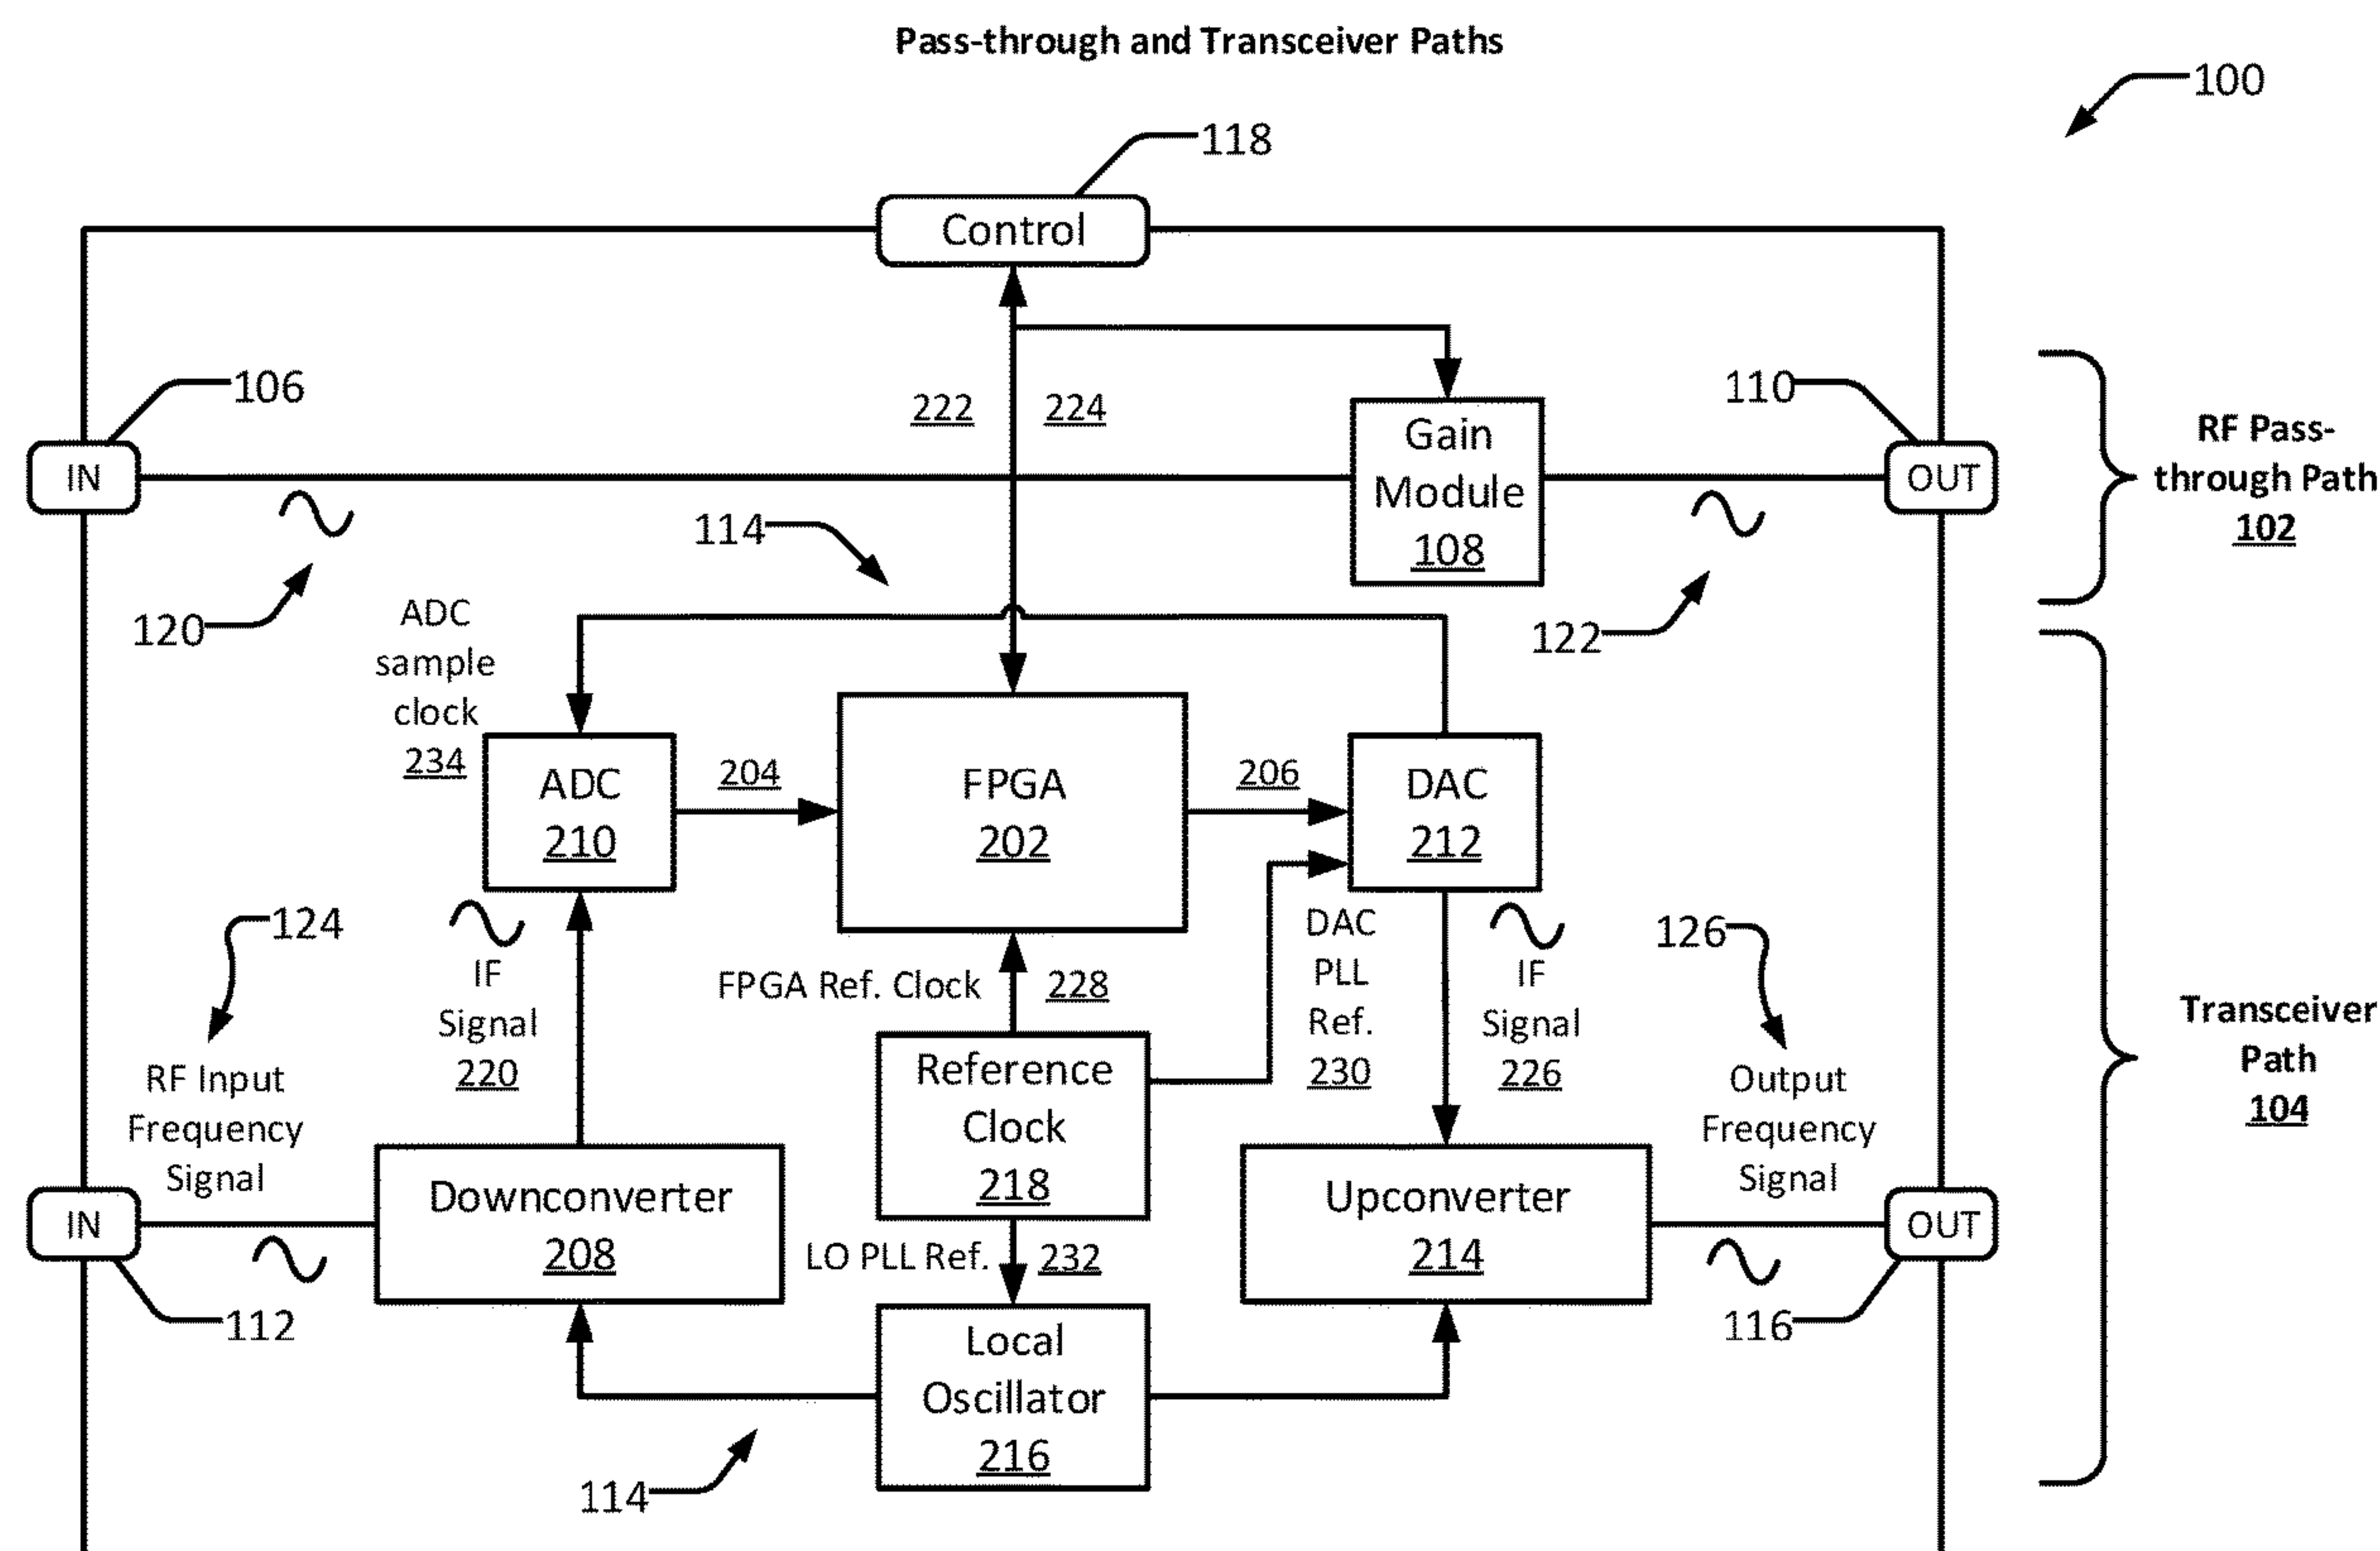 Pass-through and Transceiver Paths
100
118
Control
106
110
222
224
IN
Gain
Module
108
OUT
RF Pass-
through Path
102
114
120
122
ADC
sample
clock
234
ADC
210
204
FPGA
202
206
DAC
212
124
IF
Signal
220
FPGA Ref. Clock
228
DAC
PLL
Ref.
230
IF
Signal
226
126
Transceiver
Path
104
RF Input
Frequency
Signal
Reference
Clock
218
Output
Frequency
Signal
IN
Downconverter
208
LO PLL Ref.
232
Upconverter
214
OUT
112
Local
Oscillator
216
116
114